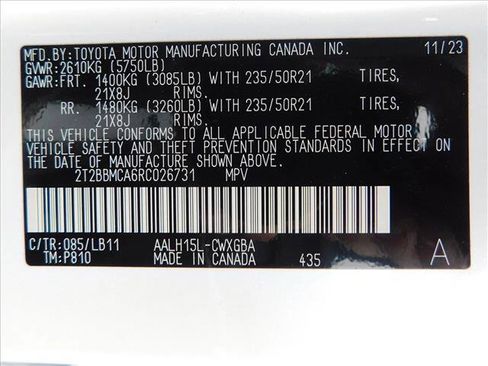 MFD.BY:TOYOTA MOTOR MANUFACTURING CANADA INC. 11/23
GVWR:2610KG (5750LB)
GAWR:FRT. 1400KG (3085LB) WITH 235/50R21 TIRES,
21X8J RIMS.
RR. 1480KG (3260LB) WITH 235/50R21 TIRES,
21X8J RIMS.
THIS VEHICLE CONFORMS TO ALL APPLICABLE FEDERAL MOTOR
VEHICLE SAFETY AND THEFT PREVENTION STANDARDS IN EFFECT
ON THE DATE OF MANUFACTURE SHOWN ABOVE.
2T2BBMCA6RC026731 MPV
C/TR:085/LB11 AALH15L-CWXGBA
TM:P810 MADE IN CANADA 435 A